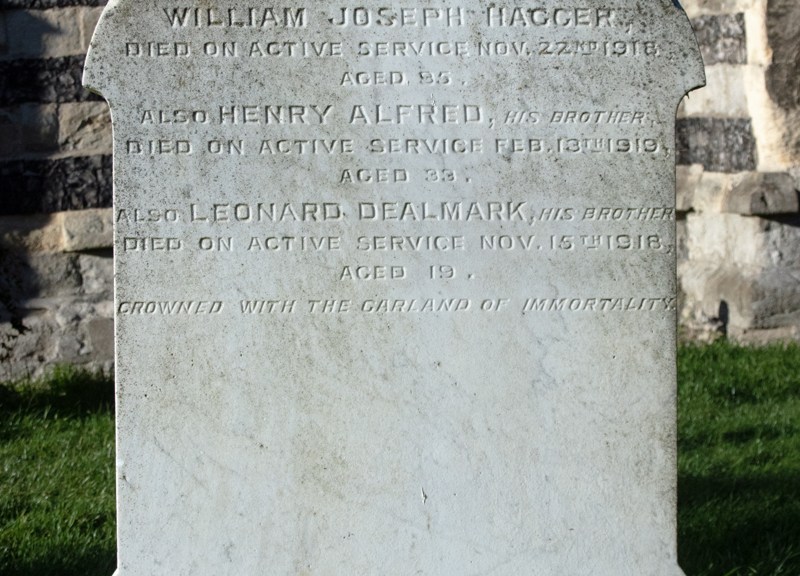 WILLIAM JOSEPH HAGGER,
DIED ON ACTIVE SERVICE NOV. 22ND 1918,
AGED 35.
ALSO HENRY ALFRED, HIS BROTHER,
DIED ON ACTIVE SERVICE FEB. 13TH 1919,
AGED 33.
ALSO LEONARD DEALMARK, HIS BROTHER
DIED ON ACTIVE SERVICE NOV. 15TH 1918,
AGED 19.
CROWNED WITH THE GARLAND OF IMMORTALITY.